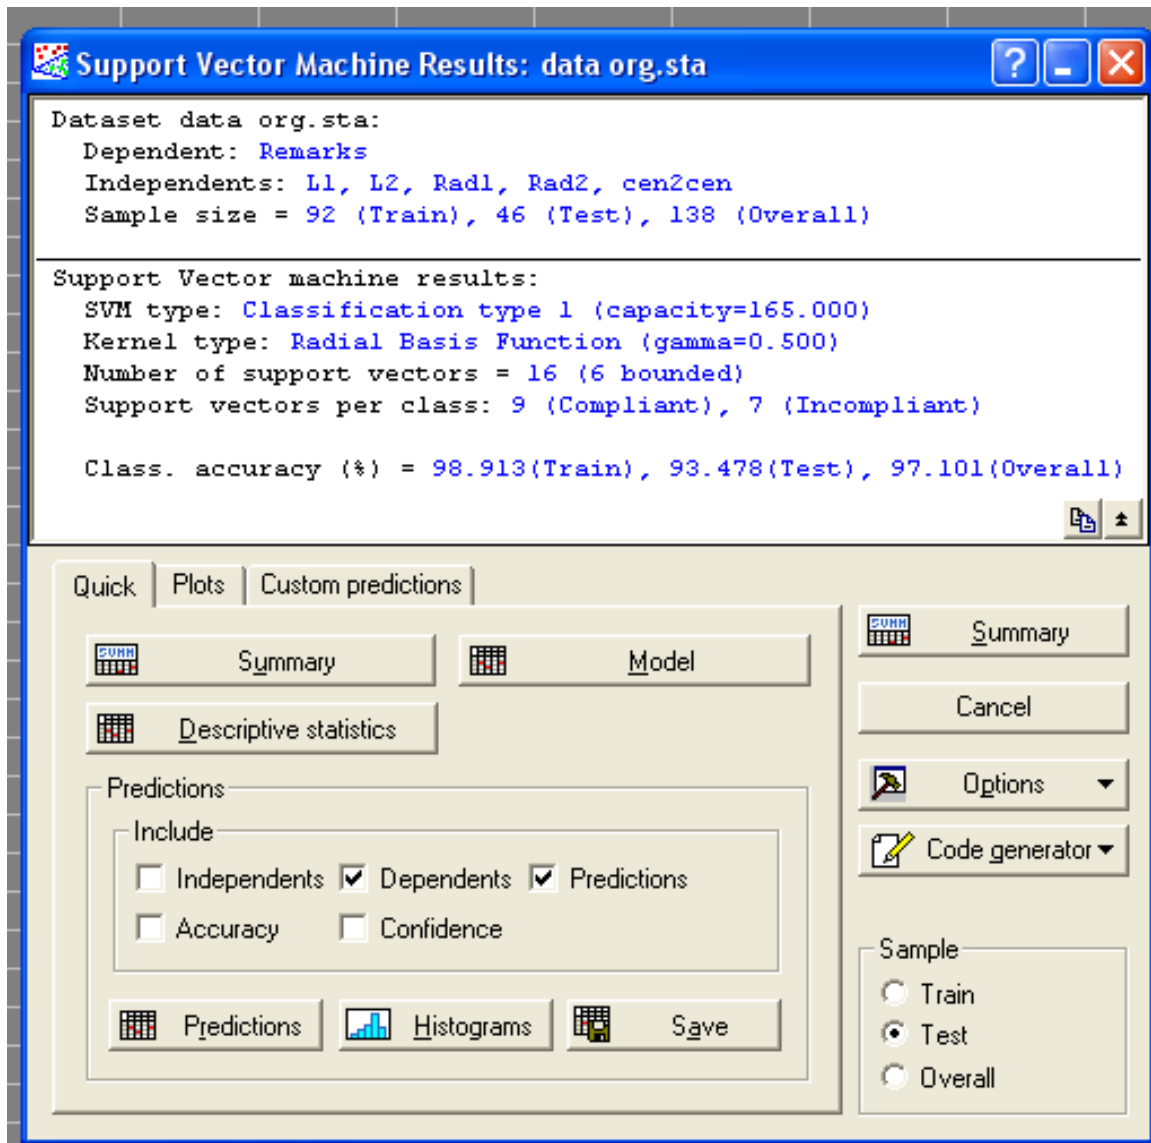 Support Vector Machine Results: data org.sta
Dataset data org.sta:
Dependent: Remarks
Independents: L1, L2, Rad1, Rad2, cen2cen
Sample size = 92 (Train), 46 (Test), 138 (Overall)
Support Vector machine results:
SVM type: Classification type 1 (capacity=165.000)
Kernel type: Radial Basis Function (gamma=0.500)
Number of support vectors = 16 (6 bounded)
Support vectors per class: 9 (Compliant), 7 (Incompliant)
Class. accuracy (%) = 98.913(Train), 93.478(Test), 97.101(Overall)
Quick Plots Custom predictions
Summary Model
Descriptive statistics
Predictions
Include
Independents Dependents Predictions
Accuracy Confidence
Predictions Histograms Save
Summary
Cancel
Options
Code generator
Sample
Train
Test
Overall